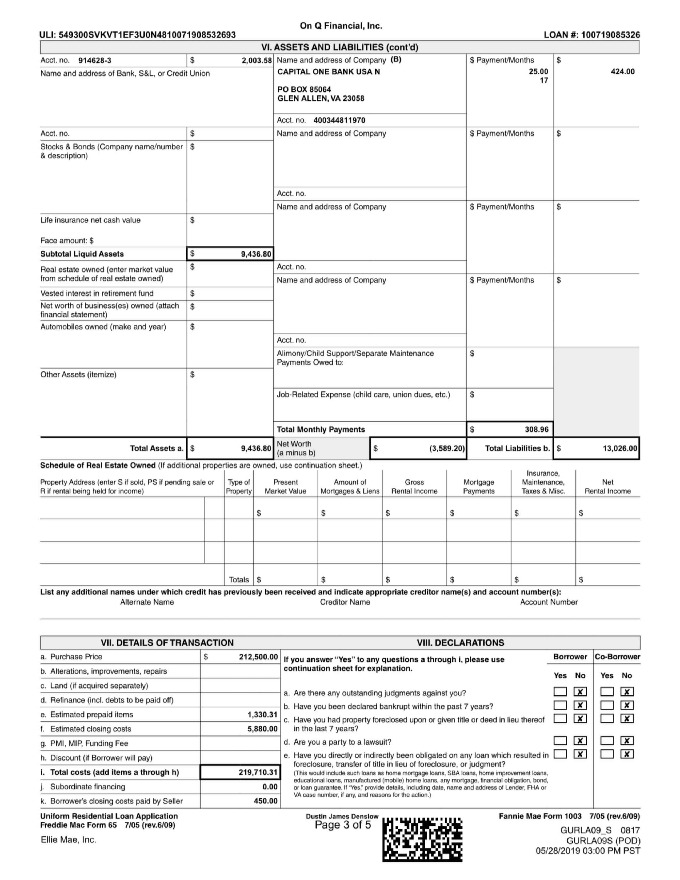 On Q Financial, Inc.
ULI: 549300SVKVT1EF3U0N4810071908532693 LOAN #: 100719085326
VI. ASSETS AND LIABILITIES (cont'd)
Acct. no. 914628-3 $ 2,003.58
Name and address of Bank, S&L, or Credit Union
Acct. no. $
Stocks & Bonds (Company name/number $
& description)
Life insurance net cash value $
Face amount: $
Subtotal Liquid Assets $ 9,436.80
Real estate owned (enter market value $
from schedule of real estate owned)
Vested interest in retirement fund $
Net worth of business(es) owned (attach $
financial statement)
Automobiles owned (make and year) $
Other Assets (itemize) $
Name and address of Company (B) $ Payment/Months $
CAPITAL ONE BANK USA N 25.00 424.00
17
PO BOX 85064
GLEN ALLEN, VA 23058
Acct. no. 400344811970
Name and address of Company $ Payment/Months $
Acct. no.
Name and address of Company $ Payment/Months $
Acct. no.
Name and address of Company $ Payment/Months $
Acct. no.
Alimony/Child Support/Separate Maintenance $
Payments Owed to:
Job-Related Expense (child care, union dues, etc.) $
Total Monthly Payments $ 308.96
Total Assets a. $ 9,436.80 Net Worth $ (3,589.20) Total Liabilities b. $ 13,026.00
(a minus b)
Schedule of Real Estate Owned (If additional properties are owned, use continuation sheet.)
Property Address (enter S if sold, PS if pending sale or
R if rental being held for income)
Type of
Property
Present
Market Value
Amount of
Mortgages & Liens
Gross
Rental Income
Mortgage
Payments
Insurance,
Maintenance,
Taxes & Misc.
Net
Rental Income
$ $ $ $ $ $
Totals $ $ $ $ $ $
List any additional names under which credit has previously been received and indicate appropriate creditor name(s) and account number(s):
Alternate Name Creditor Name Account Number
VII. DETAILS OF TRANSACTION
a. Purchase Price $ 212,500.00
b. Alterations, improvements, repairs
c. Land (if acquired separately)
d. Refinance (incl. debts to be paid off)
e. Estimated prepaid items 1,330.31
f. Estimated closing costs 5,880.00
g. PMI, MIP, Funding Fee
h. Discount (if Borrower will pay)
i. Total costs (add items a through h) 219,710.31
j. Subordinate financing 0.00
k. Borrower's closing costs paid by Seller 450.00
VIII. DECLARATIONS
If you answer "Yes" to any questions a through i, please use
continuation sheet for explanation.
Borrower Co-Borrower
Yes No Yes No
a. Are there any outstanding judgments against you? ☐ ☒ ☐ ☒
b. Have you been declared bankrupt within the past 7 years? ☐ ☒ ☐ ☒
c. Have you had property foreclosed upon or given title or deed in lieu thereof ☐ ☒ ☐ ☒
in the last 7 years?
d. Are you a party to a lawsuit? ☐ ☒ ☐ ☒
e. Have you directly or indirectly been obligated on any loan which resulted in ☐ ☒ ☐ ☒
foreclosure, transfer of title in lieu of foreclosure, or judgment?
(This would include such loans as home mortgage loans, SBA loans, home improvement loans,
educational loans, manufactured (mobile) home loans, any mortgage, financial obligation, bond,
or loan guarantee. If "Yes," provide details, including date, name and address of Lender, FHA or
VA case number, if any, and reasons for the action.)
Uniform Residential Loan Application
Freddie Mac Form 65 7/05 (rev.6/09)
Ellie Mae, Inc.
Dustin James Denslow
Page 3 of 5
Fannie Mae Form 1003 7/05 (rev.6/09)
GURLA09_S 0817
GURLA09S (POD)
05/28/2019 03:00 PM PST